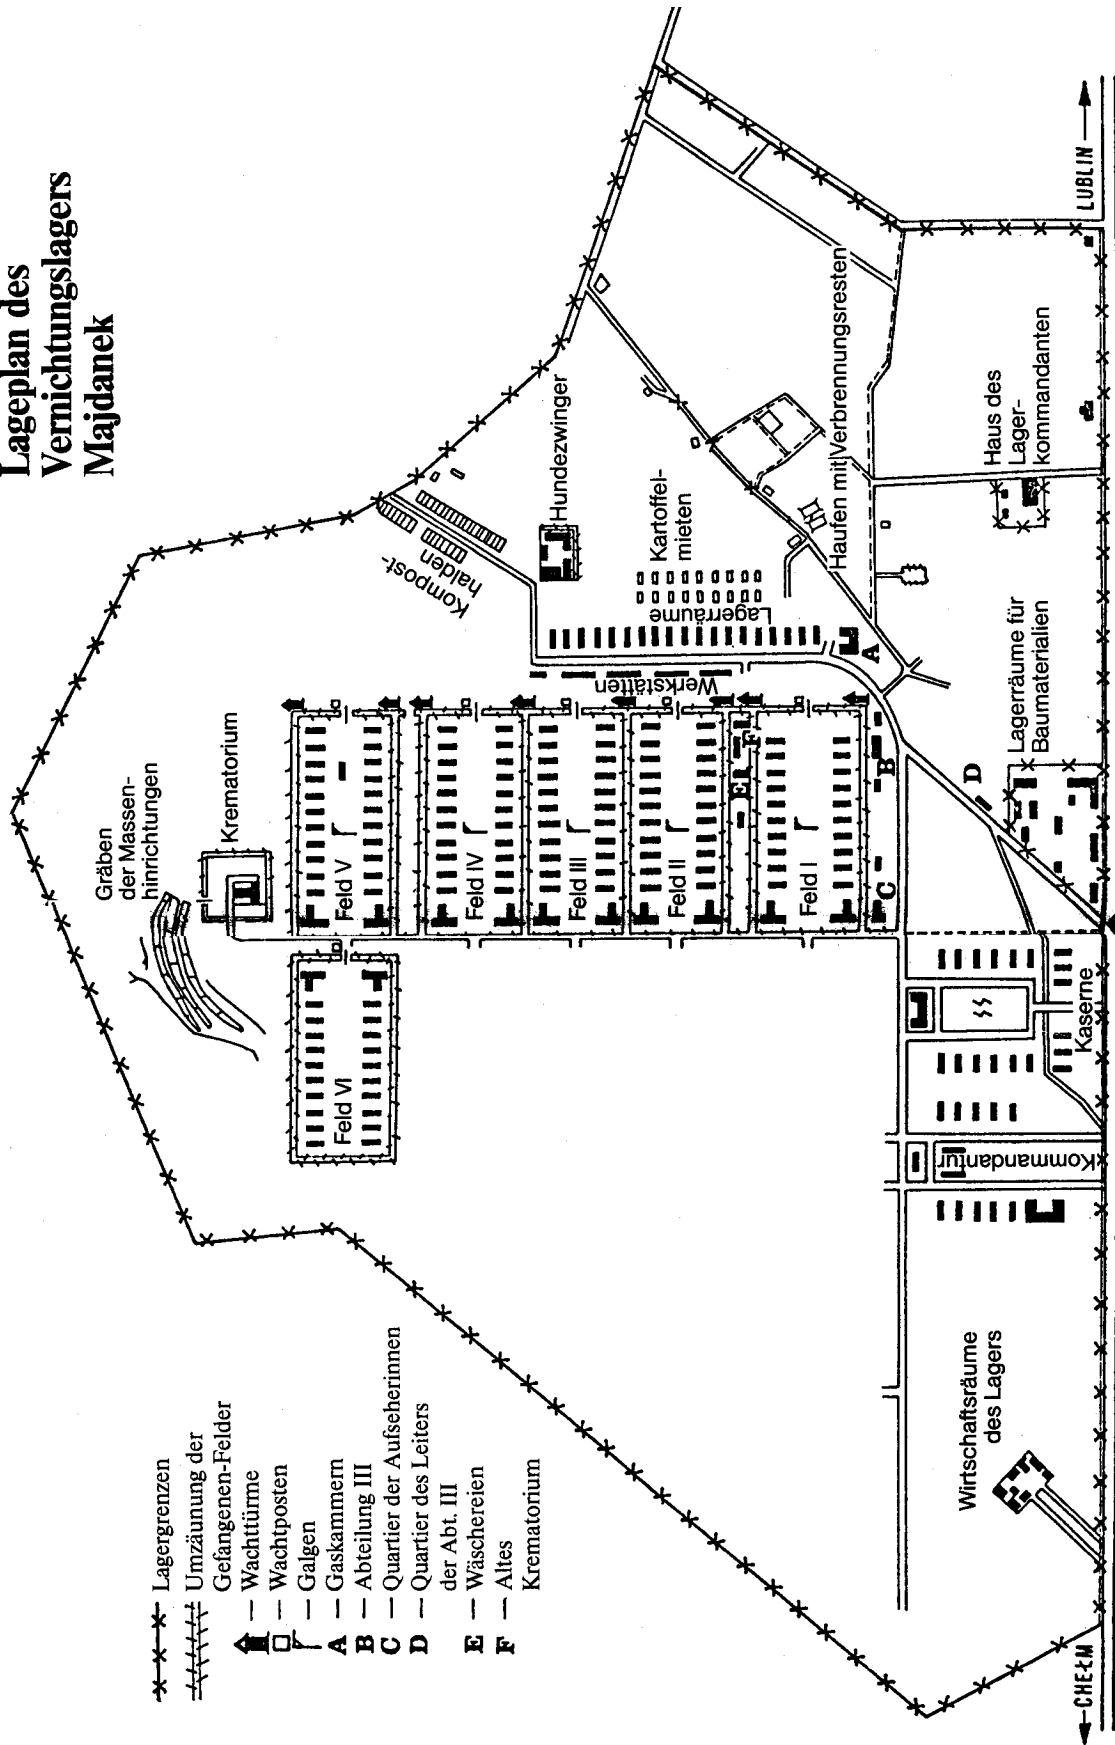 Lageplan des
Vernichtungslagers
Majdanek
Lagergrenzen
Umzäunung der
Gefangenen-Felder
– Wachttürme
– Wachtposten
– Galgen
A – Gaskammern
B – Abteilung III
C – Quartier der Aufseherinnen
D – Quartier des Leiters
der Abt. III
E – Wäschereien
F – Altes
Krematorium
Gräben
der Massen-
hinrichtungen
Krematorium
Kompost-
halden
Hundezwinger
Kartoffel-
mieten
Lagerräume
Werkstätten
Haufen mit Verbrennungsresten
Feld VI
Feld V
Feld IV
Feld III
Feld II
Feld I
A
B
C
D
E
F
Haus des
Lager-
kommandanten
Lagerräume für
Baumaterialien
SS
Kaserne
Kommandantur
Wirtschaftsräume
des Lagers
CHEŁM
LUBLIN